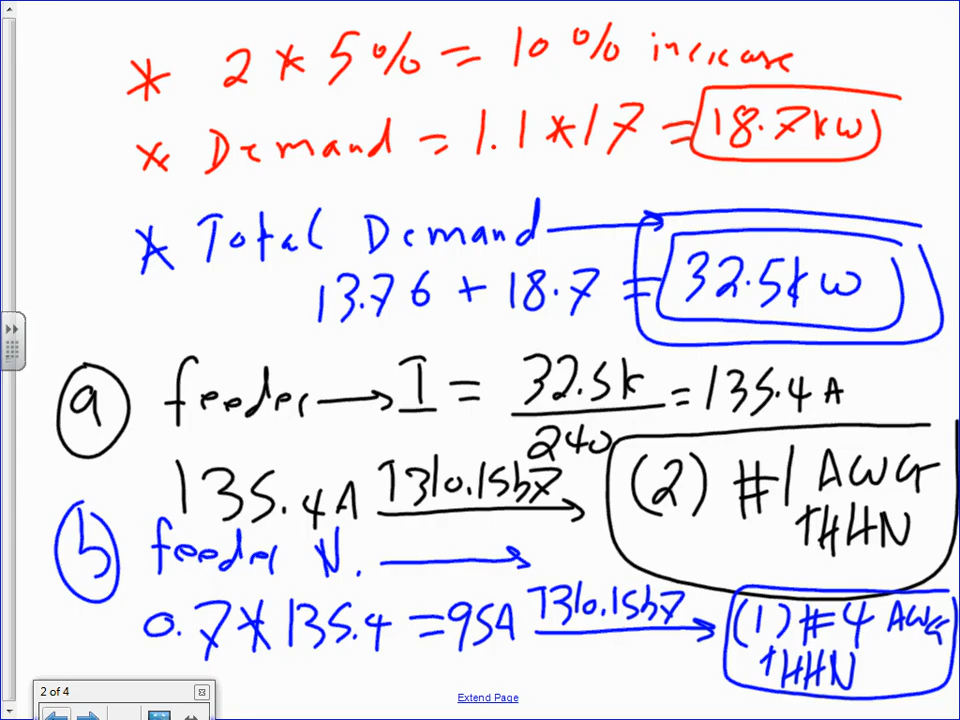 * 2 * 5% = 10% increase
* Demand = 1.1 * 17 = 18.7kw
* Total Demand → 
13.76 + 18.7 = 32.5kw
(a) feeder → I = 32.5k / 240 = 135.4 A
135.4A T310.15b7 → (2) #1 AWG THHN
(b) feeder N. →
0.7 * 135.4 = 95A T310.15b7 → (1) #4 AWG THHN
2 of 4
Extend Page